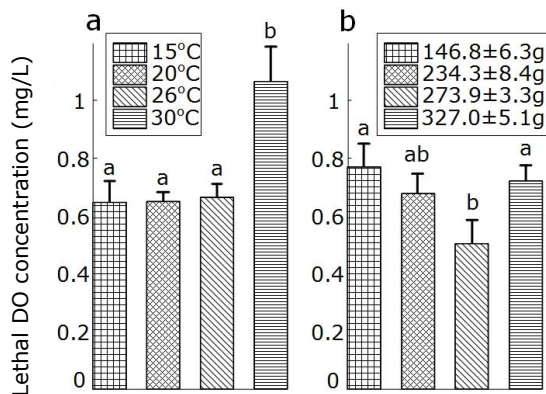 Lethal DO concentration (mg/L)
a
15°C
20°C
26°C
30°C
1
0.8
0.6
0.4
0.2
0
a
a
a
b
b
146.8±6.3g
234.3±8.4g
273.9±3.3g
327.0±5.1g
1
0.8
0.6
0.4
0.2
0
a
ab
b
a